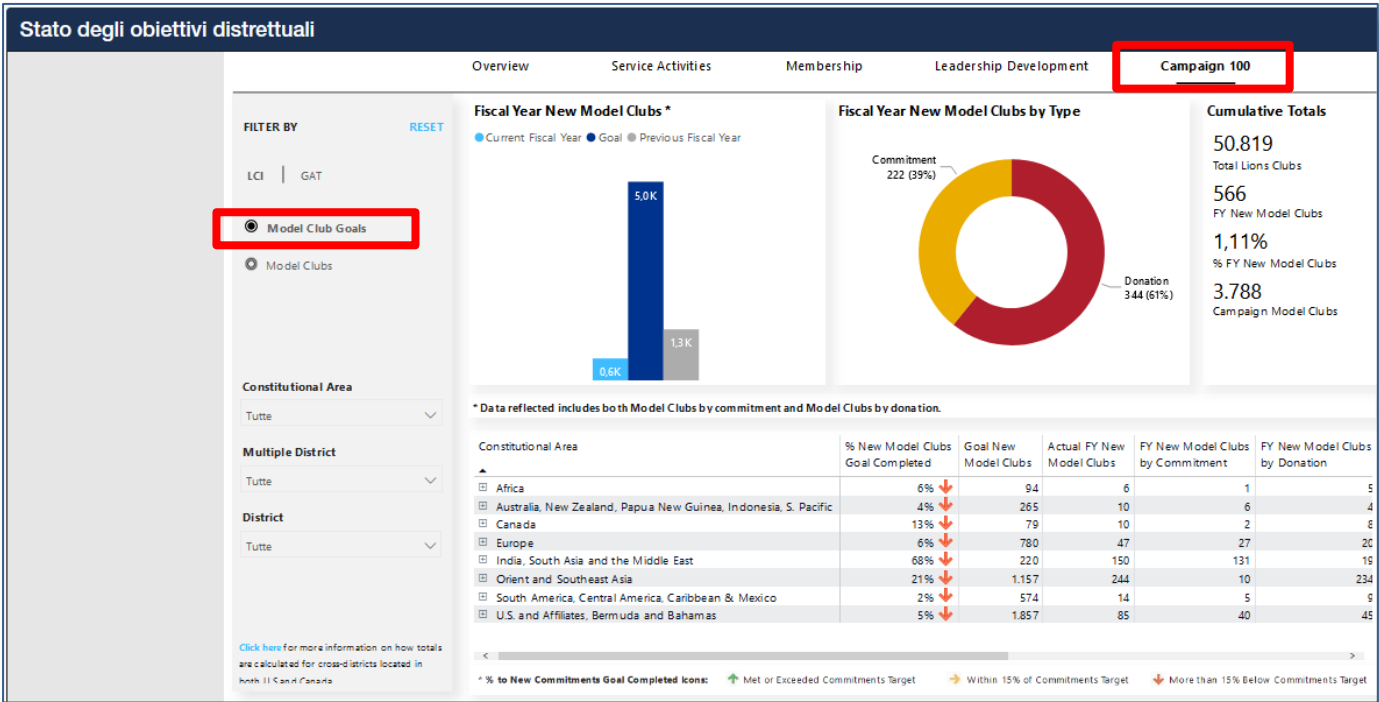 Stato degli obiettivi distrettuali
Overview Service Activities Membership Leadership Development Campaign 100
FILTER BY RESET
LCI | GAT
Model Club Goals
Model Clubs
Constitutional Area
Tutte
Multiple District
Tutte
District
Tutte
Click here for more information on how totals
are calculated for cross-districts located in
both U.S and Canada
Fiscal Year New Model Clubs *
Current Fiscal Year Goal Previous Fiscal Year
5,0K
1,3K
0,6K
Fiscal Year New Model Clubs by Type
Commitment
222 (39%)
Donation
344 (61%)
Cumulative Totals
50.819
Total Lions Clubs
566
FY New Model Clubs
1,11%
% FY New Model Clubs
3.788
Campaign Model Clubs
* Data reflected includes both Model Clubs by commitment and Model Clubs by donation.
Constitutional Area % New Model Clubs Goal New Actual FY New FY New Model Clubs FY New Model Clubs
Goal Completed Model Clubs Model Clubs by Commitment by Donation
Africa 6% 94 6 1 5
Australia, New Zealand, Papua New Guinea, Indonesia, S. Pacific 4% 265 10 6 4
Canada 13% 79 10 2 8
Europe 6% 780 47 27 20
India, South Asia and the Middle East 68% 220 150 131 19
Orient and Southeast Asia 21% 1.157 244 10 234
South America, Central America, Caribbean & Mexico 2% 574 14 5 9
U.S. and Affiliates, Bermuda and Bahamas 5% 1.857 85 40 45
* % to New Commitments Goal Completed Icons: Met or Exceeded Commitments Target Within 15% of Commitments Target More than 15% Below Commitments Target